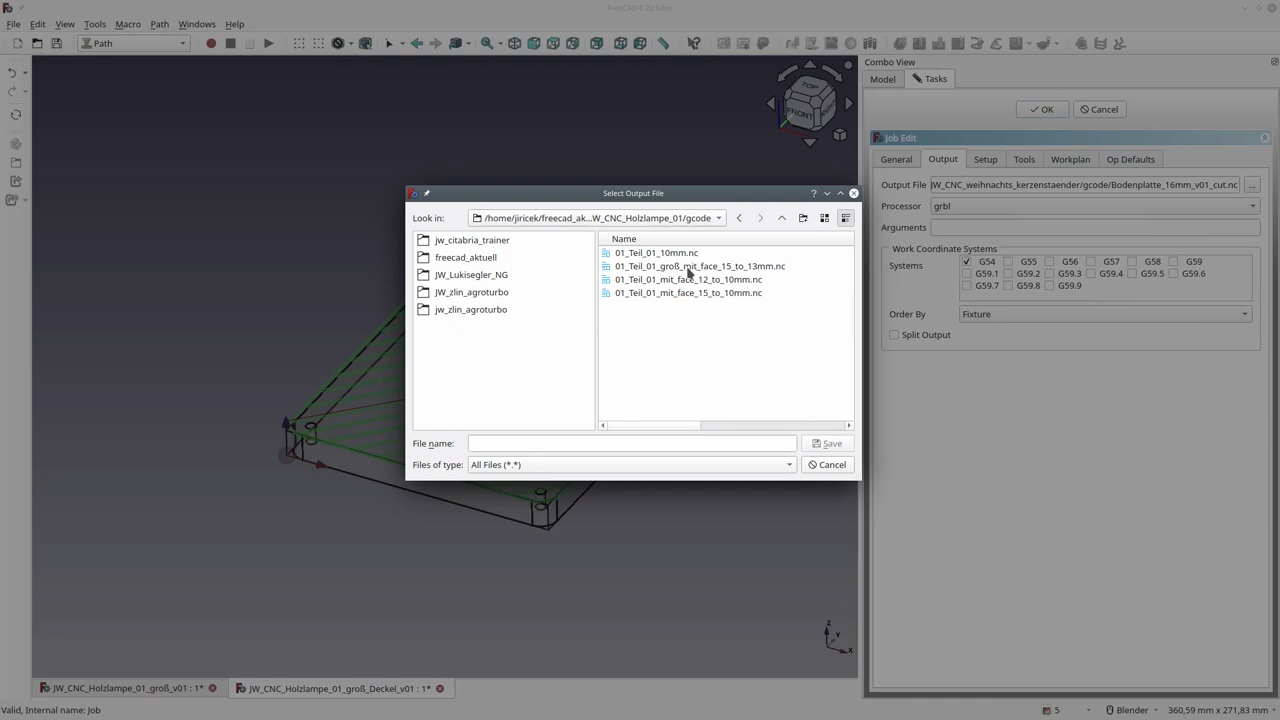 FreeCAD 0.22.0dev
File Edit View Tools Macro Path Windows Help
Path
Combo View
Model Tasks
OK Cancel
Job Edit
General Output Setup Tools Workplan Op Defaults
Output File JW_CNC_weihnachts_kerzenstaender/gcode/Bodenplatte_16mm_v01_cut.nc ...
Processor grbl
Arguments
Work Coordinate Systems
Systems G54 G55 G56 G57 G58 G59
G59.1 G59.2 G59.3 G59.4 G59.5 G59.6
G59.7 G59.8 G59.9
Order By Fixture
Split Output
TOP
FRONT
Select Output File
?
Look in: /home/jiricek/freecad_ak...W_CNC_Holzlampe_01/gcode
jw_citabria_trainer
freecad_aktuell
JW_Lukisegler_NG
JW_zlin_agroturbo
jw_zlin_agroturbo
Name
01_Teil_01_10mm.nc
01_Teil_01_groß_mit_face_15_to_13mm.nc
01_Teil_01_mit_face_12_to_10mm.nc
01_Teil_01_mit_face_15_to_10mm.nc
File name: Save
Files of type: All Files (*.*) Cancel
Z
Y
X
JW_CNC_Holzlampe_01_groß_v01 : 1* JW_CNC_Holzlampe_01_groß_Deckel_v01 : 1*
Valid, Internal name: Job
5 Blender 360,59 mm x 271,83 mm